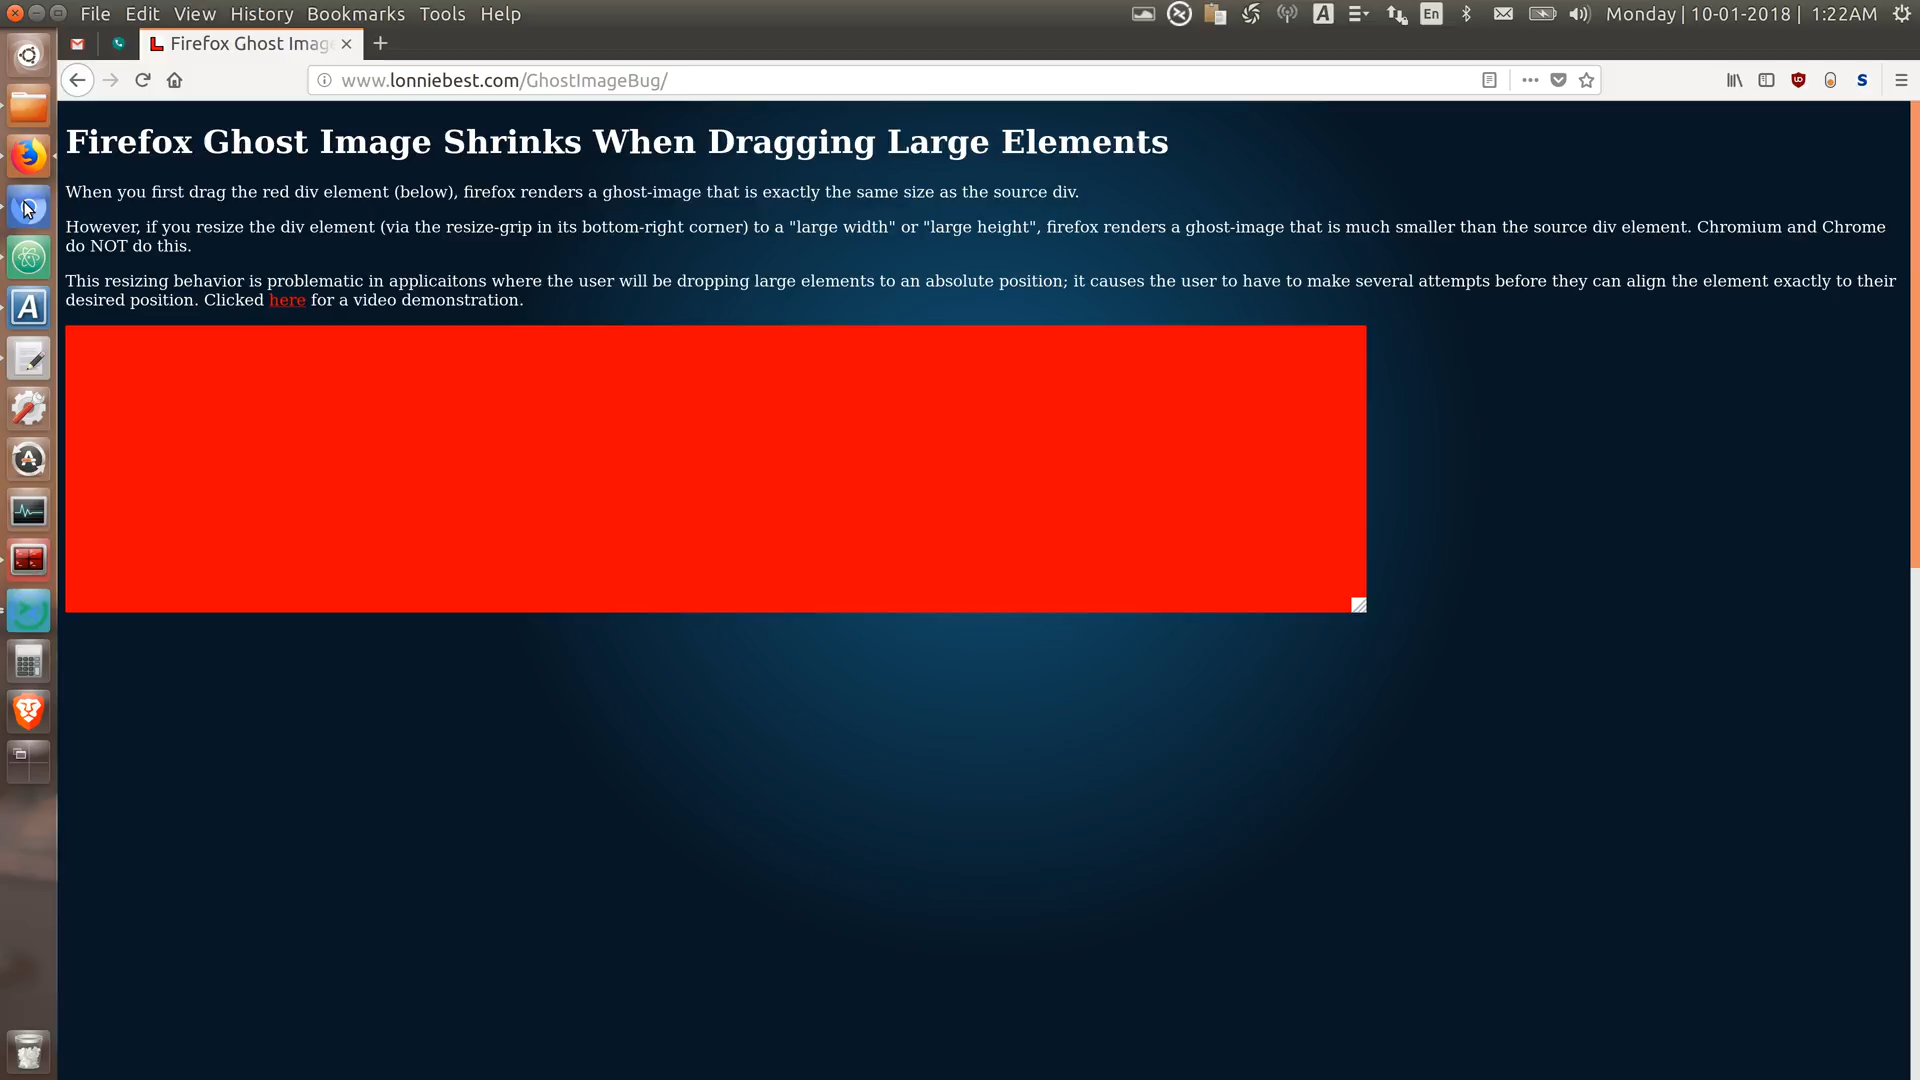 File Edit View History Bookmarks Tools Help
En
Monday | 10-01-2018 | 1:22AM
Firefox Ghost Imag
www.lonniebest.com/GhostImageBug/
Firefox Ghost Image Shrinks When Dragging Large Elements
When you first drag the red div element (below), firefox renders a ghost-image that is exactly the same size as the source div.
However, if you resize the div element (via the resize-grip in its bottom-right corner) to a "large width" or "large height", firefox renders a ghost-image that is much smaller than the source div element. Chromium and Chrome
do NOT do this.
This resizing behavior is problematic in applicaitons where the user will be dropping large elements to an absolute position; it causes the user to have to make several attempts before they can align the element exactly to their
desired position. Clicked here for a video demonstration.